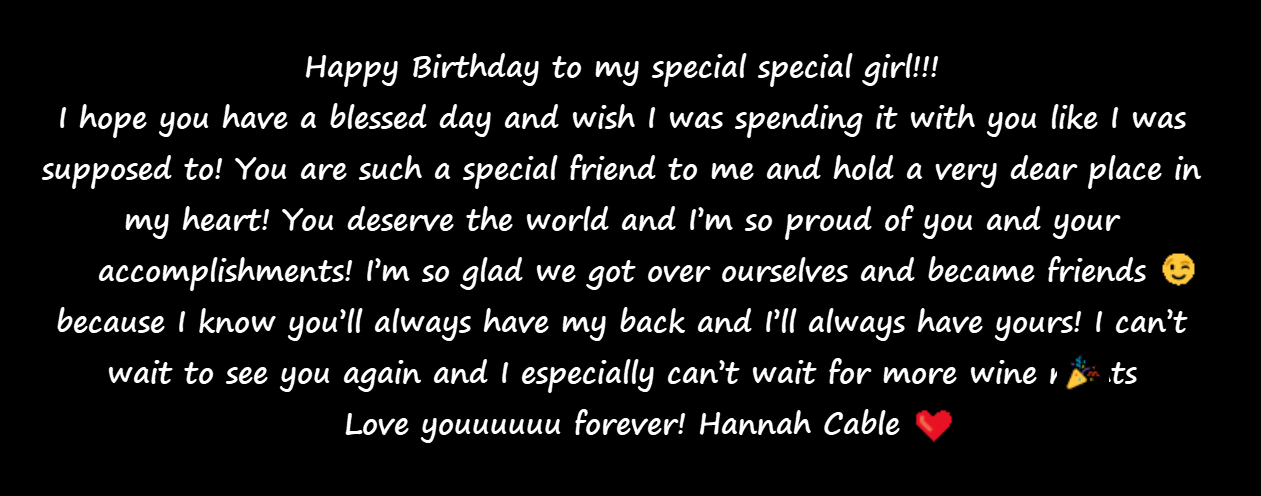 Happy Birthday to my special special girl!!!
I hope you have a blessed day and wish I was spending it with you like I was
supposed to! You are such a special friend to me and hold a very dear place in
my heart! You deserve the world and I'm so proud of you and your
accomplishments! I'm so glad we got over ourselves and became friends 😉
because I know you'll always have my back and I'll always have yours! I can't
wait to see you again and I especially can't wait for more wine 🎉
Love youuuuuu forever! Hannah Cable ❤️